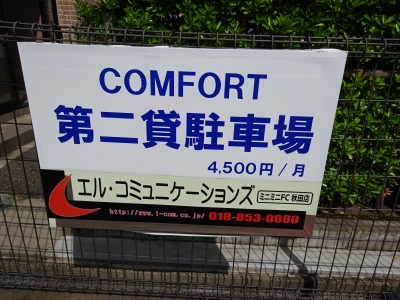 COMFORT
第二貸駐車場
4,500円/月
エル・コミュニケーションズ ミニミニFC 秋田店
http://www.l-com.co.jp/ 018-853-0080